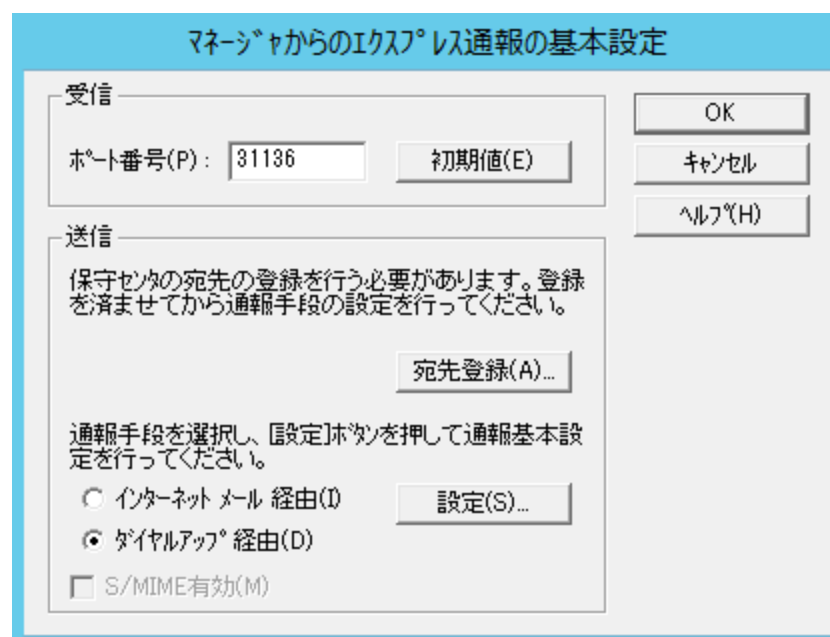 ﾏﾈｰｼﾞｬからのｴｸｽﾌﾟﾚｽ通報の基本設定
受信
OK
ﾎﾟｰﾄ番号(P) : 31136 初期値(E)
ｷｬﾝｾﾙ
ﾍﾙﾌﾟ(H)
送信
保守ｾﾝﾀの宛先の登録を行う必要があります。登録
を済ませてから通報手段の設定を行ってください。
宛先登録(A)...
通報手段を選択し、[設定]ﾎﾞﾀﾝを押して通報基本設
定を行ってください。
ｲﾝﾀｰﾈｯﾄ ﾒｰﾙ 経由(I) 設定(S)...
ﾀﾞｲﾔﾙｱｯﾌﾟ 経由(D)
S/MIME有効(M)